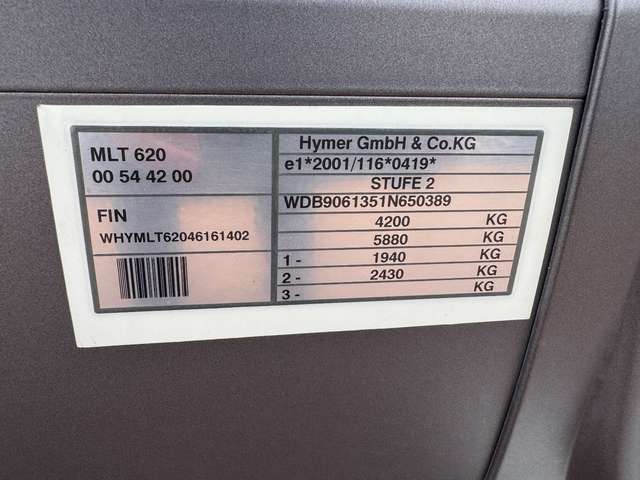 MLT 620
00 54 42 00
FIN
WHYMLT62046161402
Hymer GmbH & Co.KG
e1*2001/116*0419*
STUFE 2
WDB9061351N650389
4200 KG
5880 KG
1 - 1940 KG
2 - 2430 KG
3 - KG